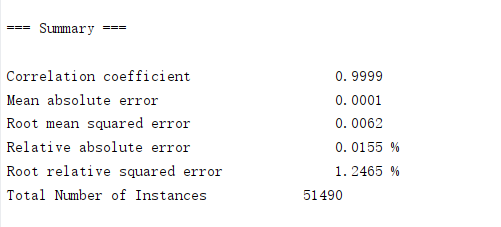 === Summary ===
Correlation coefficient 0.9999
Mean absolute error 0.0001
Root mean squared error 0.0062
Relative absolute error 0.0155 %
Root relative squared error 1.2465 %
Total Number of Instances 51490